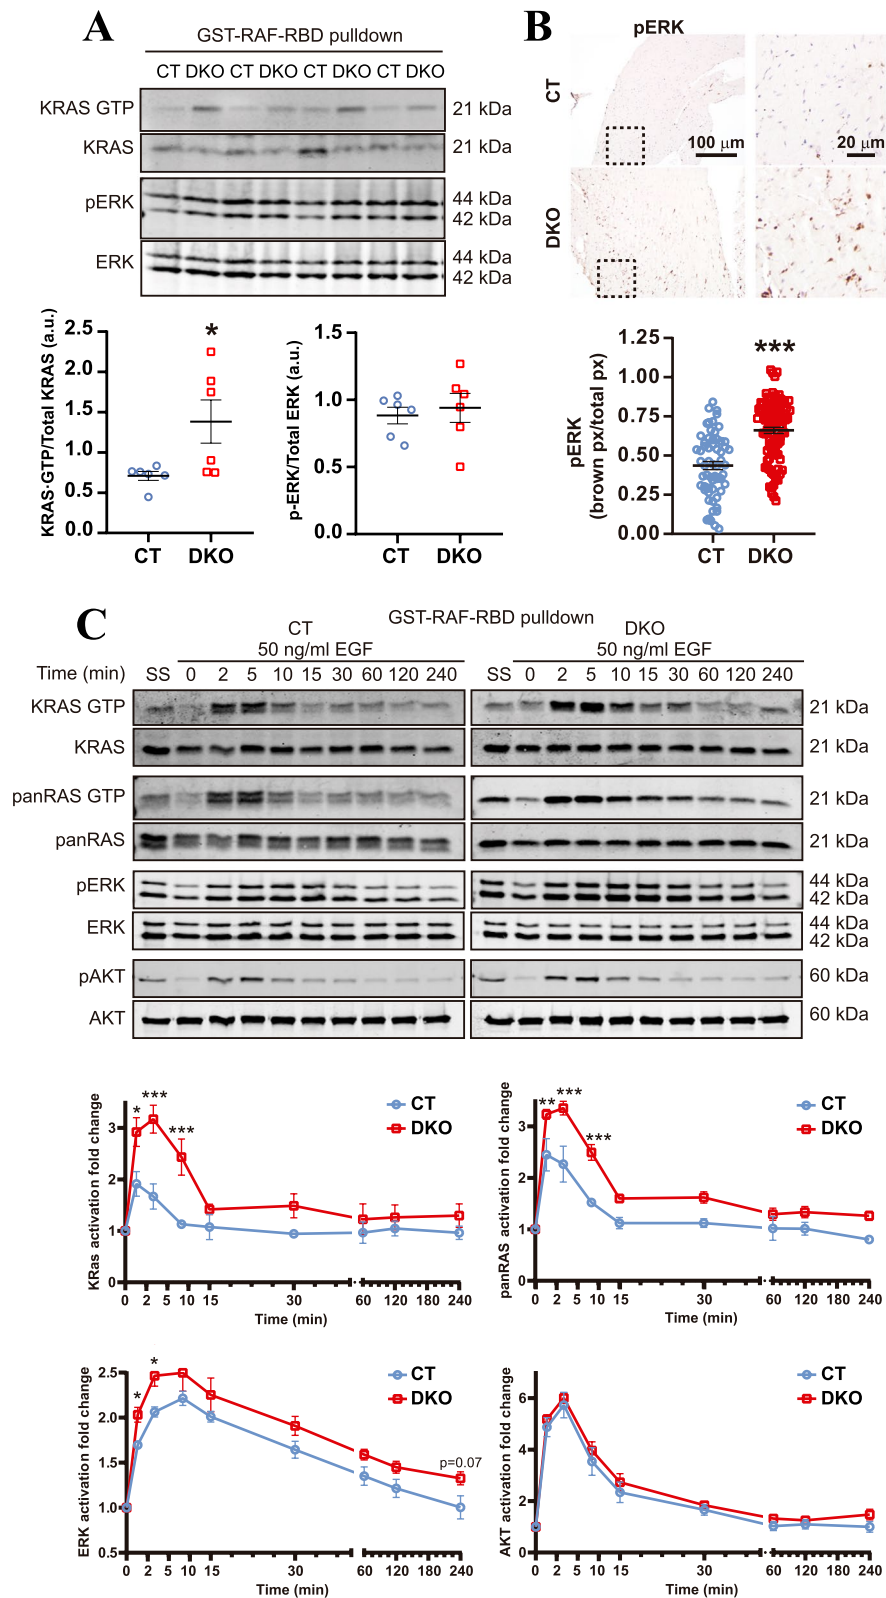 A
GST-RAF-RBD pulldown
CT DKO CT DKO CT DKO CT DKO
KRAS GTP 21 kDa
KRAS 21 kDa
pERK 44 kDa
42 kDa
ERK 44 kDa
42 kDa
KRAS·GTP/Total KRAS (a.u.)
2.5
2.0
1.5
1.0
0.5
0.0
*
CT DKO
p-ERK/Total ERK (a.u.)
1.5
1.0
0.5
0.0
CT DKO
B
pERK
CT
100 µm
20 µm
DKO
pERK
(brown px/total px)
1.25
1.00
0.75
0.50
0.25
0.00
***
CT DKO
C
GST-RAF-RBD pulldown
CT DKO
50 ng/ml EGF 50 ng/ml EGF
Time (min) SS 0 2 5 10 15 30 60 120 240 SS 0 2 5 10 15 30 60 120 240
KRAS GTP 21 kDa
KRAS 21 kDa
panRAS GTP 21 kDa
panRAS 21 kDa
pERK 44 kDa
42 kDa
ERK 44 kDa
42 kDa
pAKT 60 kDa
AKT 60 kDa
KRas activation fold change
3
2
1
0
* *** ***
CT
DKO
0 2 5 10 15 30 60 120 180 240
Time (min)
panRAS activation fold change
3
2
1
0
** *** ***
CT
DKO
0 2 5 10 15 30 60 120 180 240
Time (min)
ERK activation fold change
2.5
2.0
1.5
1.0
0.5
* *
p=0.07
CT
DKO
0 2 5 10 15 30 60 120 180 240
Time (min)
AKT activation fold change
6
4
2
0
CT
DKO
0 2 5 10 15 30 60 120 180 240
Time (min)